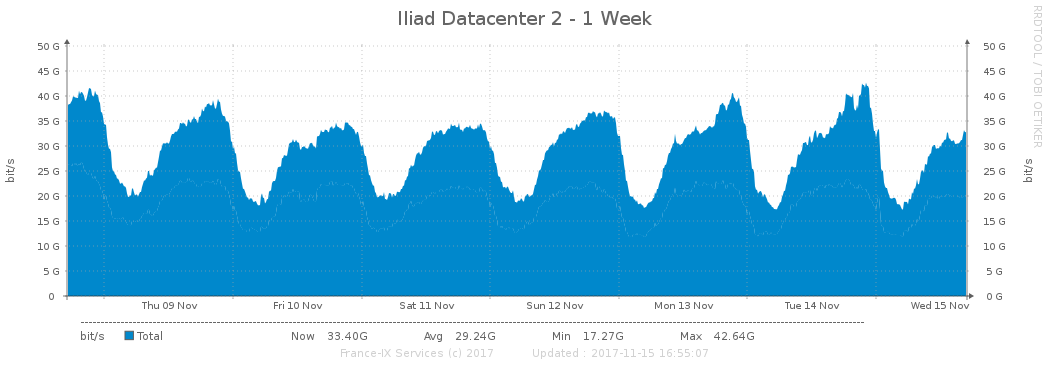 Iliad Datacenter 2 - 1 Week
RRDTOOL / TOBI OETIKER
bit/s
50 G
45 G
40 G
35 G
30 G
25 G
20 G
15 G
10 G
5 G
0
50 G
45 G
40 G
35 G
30 G
25 G
20 G
15 G
10 G
5 G
0 G
bit/s
Thu 09 Nov Fri 10 Nov Sat 11 Nov Sun 12 Nov Mon 13 Nov Tue 14 Nov Wed 15 Nov
bit/s Total Now 33.40G Avg 29.24G Min 17.27G Max 42.64G
France-IX Services (c) 2017 Updated : 2017-11-15 16:55:07